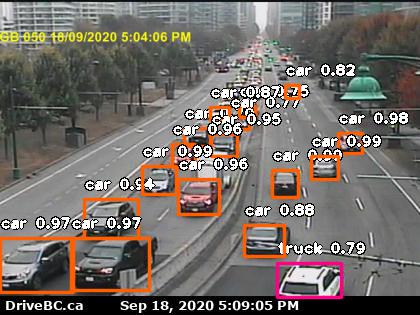 GB 050 18/09/2020 5:04:06 PM
car 0.82
car 0.87
0.77
0.95
car 0.98
car 0.96
car 0.99
car 0.99
car 0.96
car 0.94
car 0.88
car 0.97
car 0.97
truck 0.79
DriveBC.ca Sep 18, 2020 5:09:05 PM